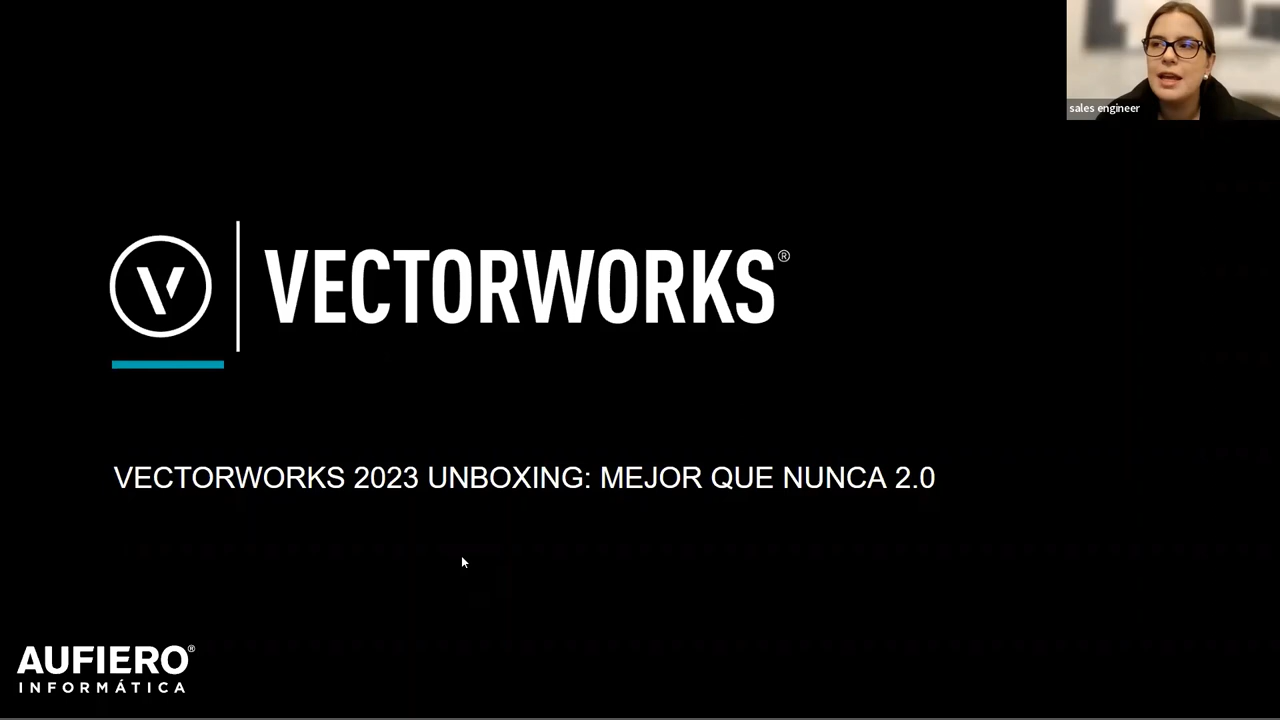 sales engineer
V
VECTORWORKS®
VECTORWORKS 2023 UNBOXING: MEJOR QUE NUNCA 2.0
AUFIERO®
INFORMÁTICA